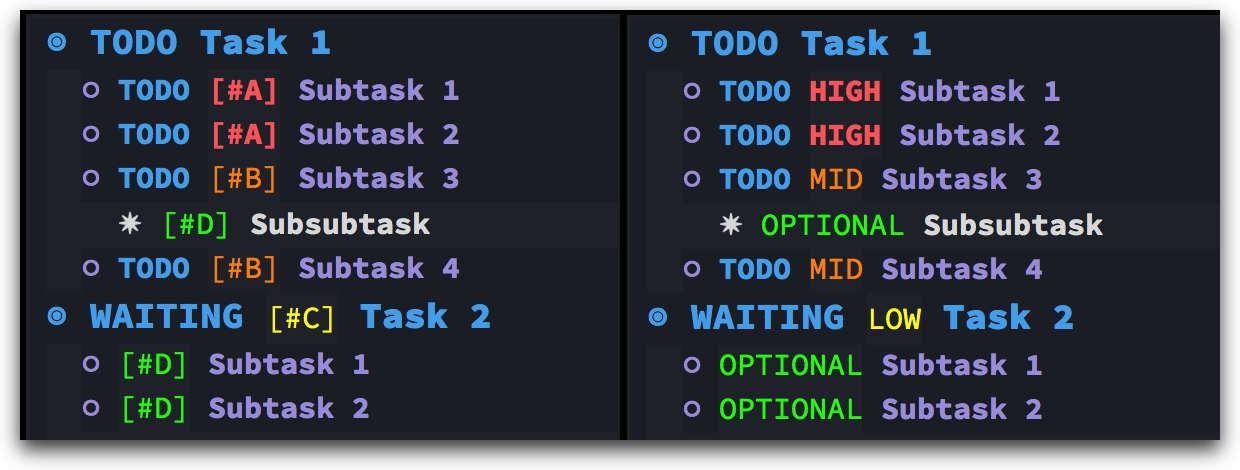 TODO Task 1
TODO [#A] Subtask 1
TODO [#A] Subtask 2
TODO [#B] Subtask 3
[#D] Subsubtask
TODO [#B] Subtask 4
WAITING [#C] Task 2
[#D] Subtask 1
[#D] Subtask 2
TODO Task 1
TODO HIGH Subtask 1
TODO HIGH Subtask 2
TODO MID Subtask 3
OPTIONAL Subsubtask
TODO MID Subtask 4
WAITING LOW Task 2
OPTIONAL Subtask 1
OPTIONAL Subtask 2